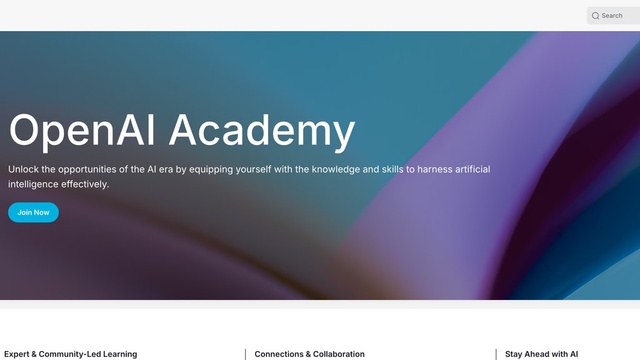 Search
OpenAI Academy
Unlock the opportunities of the AI era by equipping yourself with the knowledge and skills to harness artificial
intelligence effectively.
Join Now
Expert & Community-Led Learning
Connections & Collaboration
Stay Ahead with AI